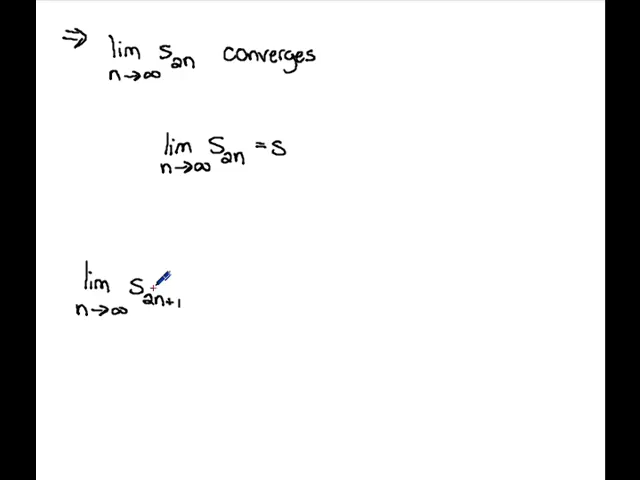 ⇒ lim n→∞ S₂ₙ converges
lim n→∞ S₂ₙ = S
lim n→∞ S₂ₙ₊₁